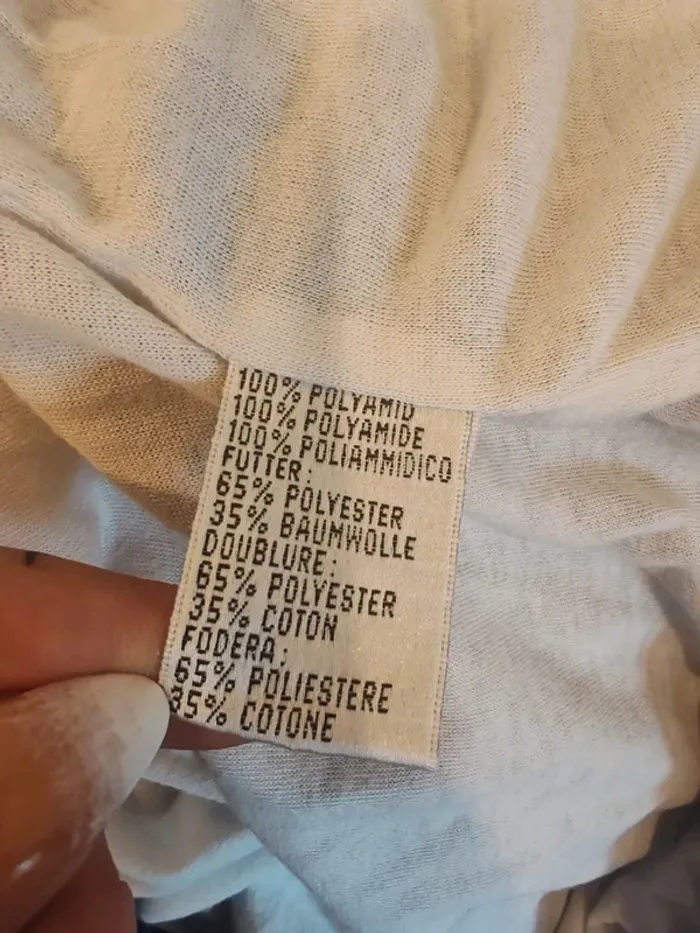 100% POLYAMID
100% POLYAMIDE
100% POLIAMMIDICO
FUTTER:
65% POLYESTER
35% BAUMWOLLE
DOUBLURE:
65% POLYESTER
35% COTON
FODERA:
65% POLIESTERE
35% COTONE